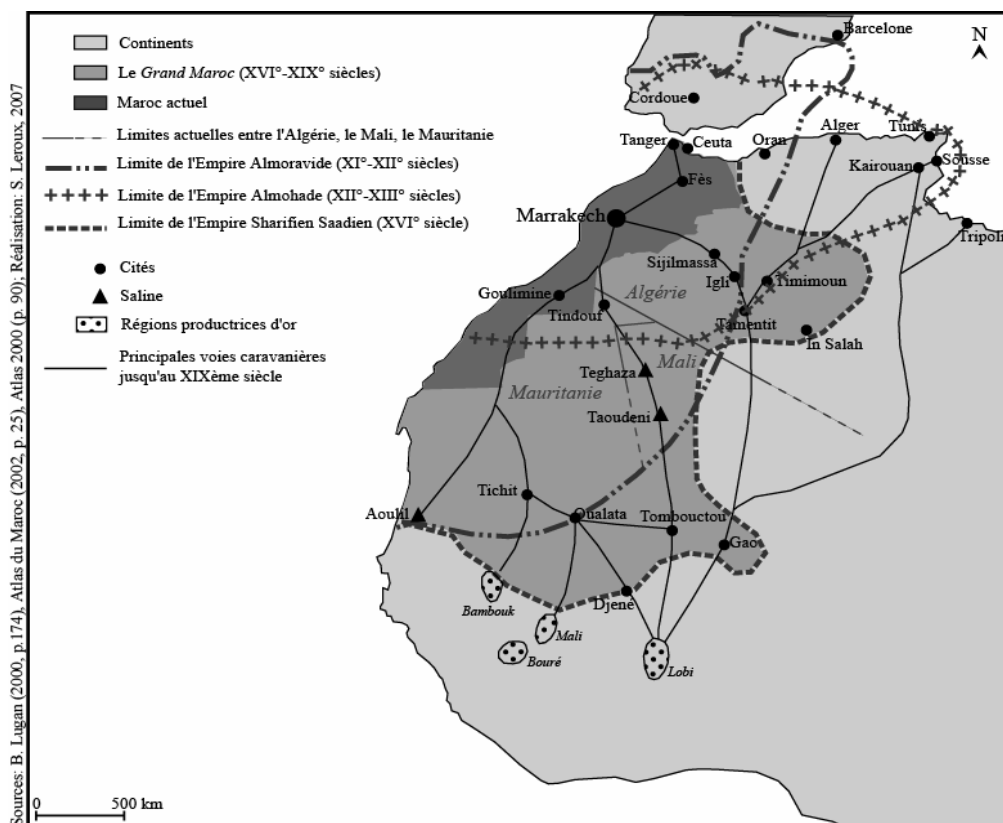 Continents
Le Grand Maroc (XVI°-XIX° siècles)
Maroc actuel
Limites actuelles entre l'Algérie, le Mali, le Mauritanie
Limite de l'Empire Almoravide (XI°-XII° siècles)
Limite de l'Empire Almohade (XII°-XIII° siècles)
Limite de l'Empire Sharifien Saadien (XVI° siècle)
Cités
Saline
Régions productrices d'or
Principales voies caravanières
jusqu'au XIXème siècle
Sources: B. Lugan (2000, p.174), Atlas du Maroc (2002, p. 25), Atlas 2000 (p. 90); Réalisation: S. Leroux, 2007
0 500 km
N
Barcelone
Cordoue
Tanger
Ceuta
Oran
Alger
Tunis
Kairouan
Sousse
Fès
Marrakech
Tripoli
Sijilmassa
Igli
Timimoun
Goulimine
Algérie
Tindouf
Tamentit
In Salah
Teghaza
Mali
Mauritanie
Taoudeni
Tichit
Aoulil
Oualata
Tombouctou
Gao
Djené
Bambouk
Mali
Bouré
Lobi